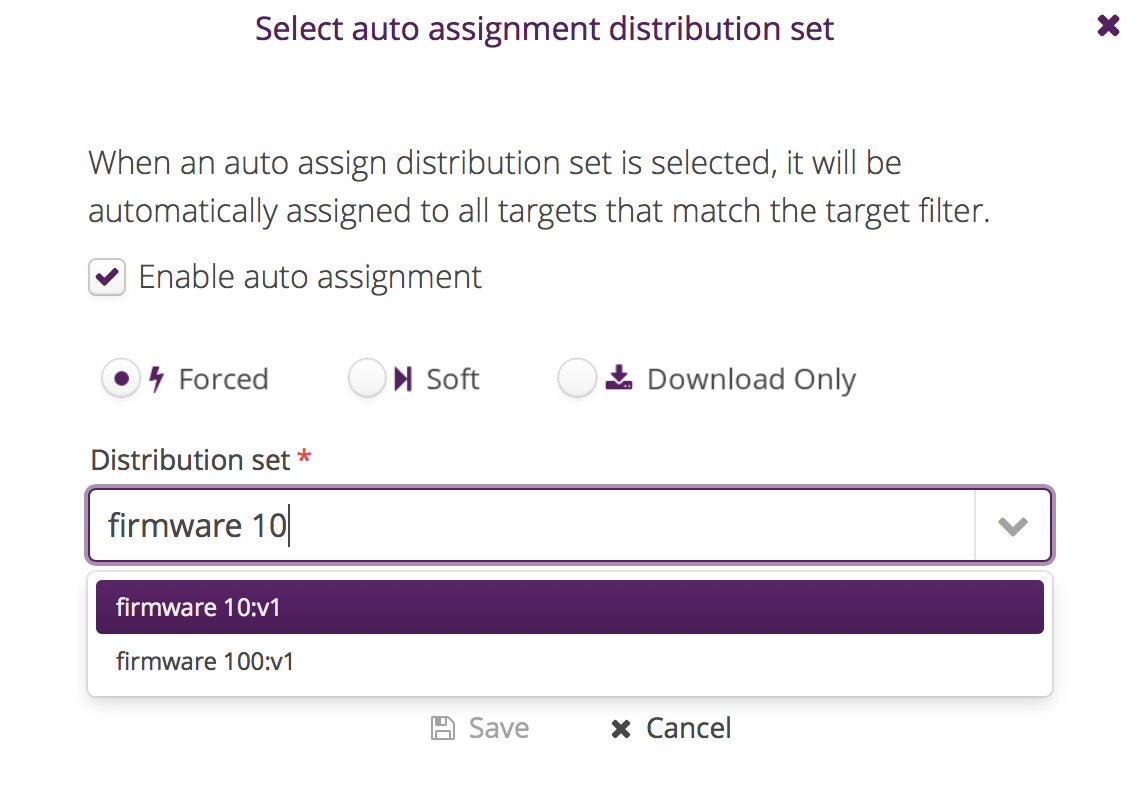 Select auto assignment distribution set
When an auto assign distribution set is selected, it will be
automatically assigned to all targets that match the target filter.
Enable auto assignment
Forced Soft Download Only
Distribution set *
firmware 10
firmware 10:v1
firmware 100:v1
Save Cancel